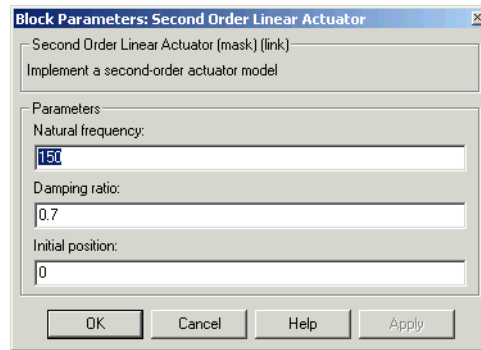 Block Parameters: Second Order Linear Actuator
Second Order Linear Actuator (mask) (link)
Implement a second-order actuator model
Parameters
Natural frequency:
150
Damping ratio:
0.7
Initial position:
0
OK Cancel Help Apply